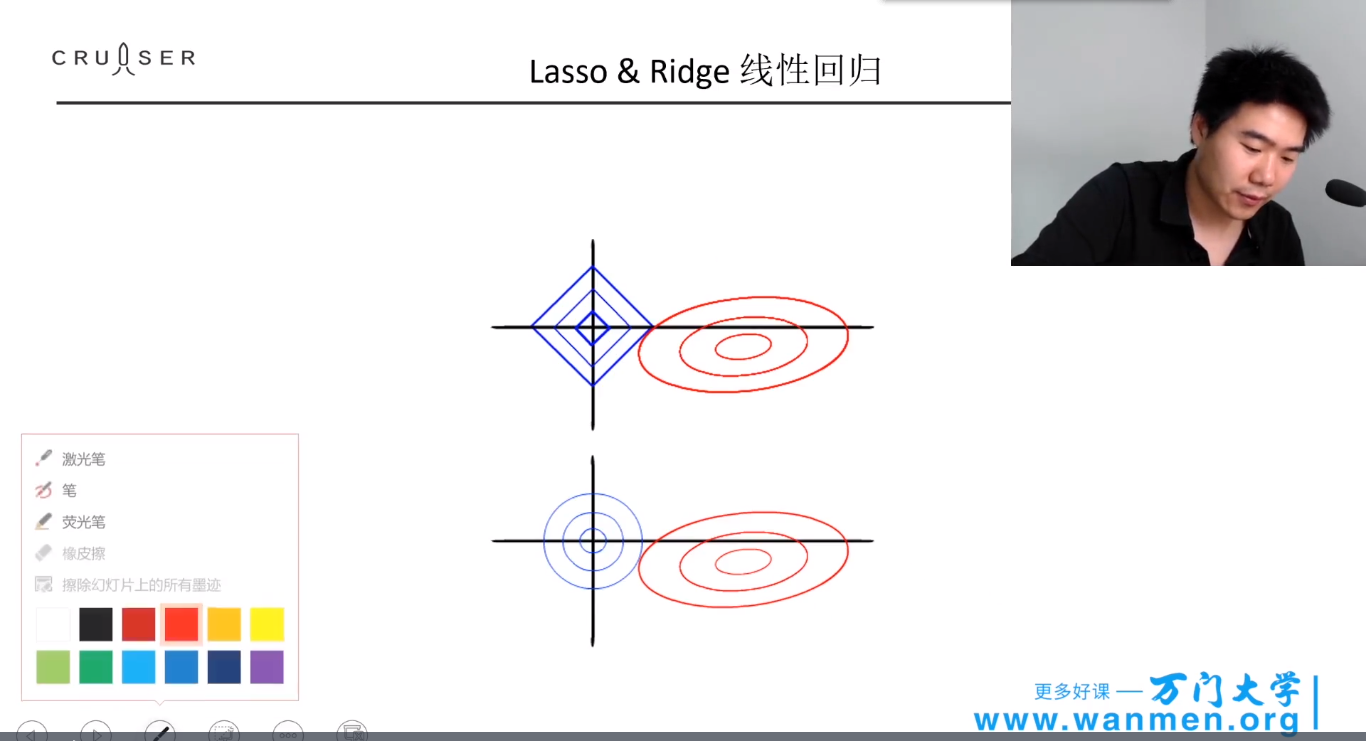 CRUISER
Lasso & Ridge 线性回归
激光笔
笔
荧光笔
橡皮擦
擦除幻灯片上的所有墨迹
更多好课 — 万门大学
www.wanmen.org